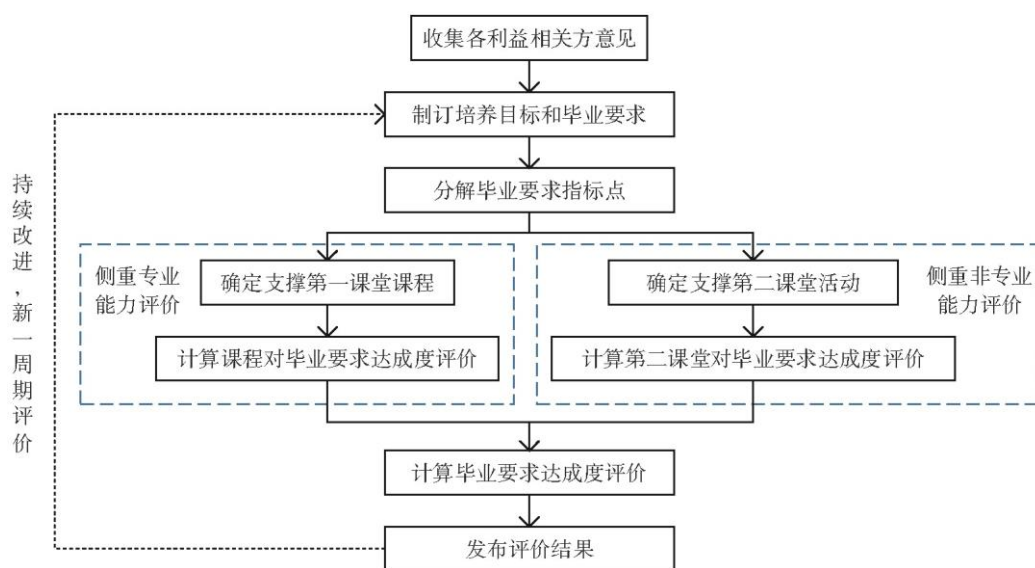 收集各利益相关方意见
制订培养目标和毕业要求
分解毕业要求指标点
侧重专业
能力评价
确定支撑第一课堂课程
计算课程对毕业要求达成度评价
确定支撑第二课堂活动
侧重非专业
能力评价
计算第二课堂对毕业要求达成度评价
计算毕业要求达成度评价
发布评价结果
持续改进，新一周期评价